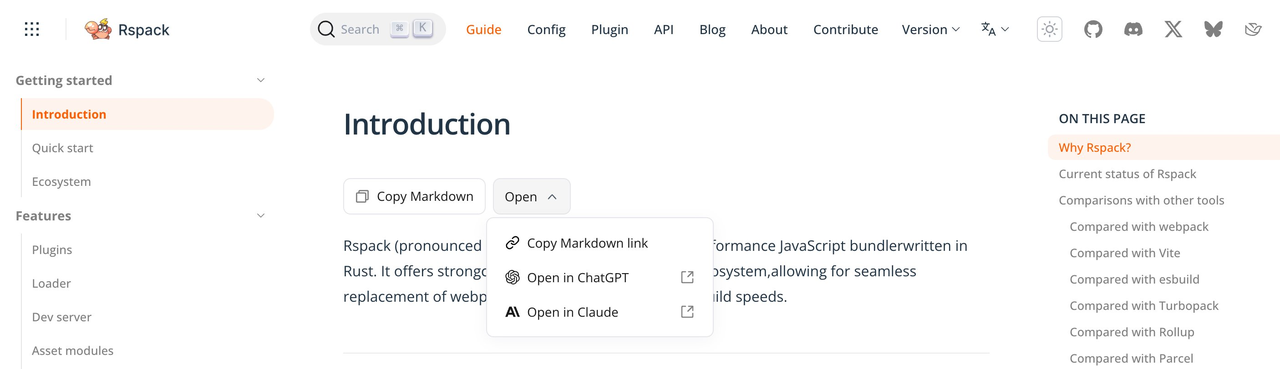 Rspack
Search ⌘ K
Guide
Config
Plugin
API
Blog
About
Contribute
Version
Getting started
Introduction
Quick start
Ecosystem
Features
Plugins
Loader
Dev server
Asset modules
Introduction
Copy Markdown
Open
Copy Markdown link
Open in ChatGPT
Open in Claude
Rspack (pronounced formance JavaScript bundlerwritten in
Rust. It offers strong osystem,allowing for seamless
replacement of webp ild speeds.
ON THIS PAGE
Why Rspack?
Current status of Rspack
Comparisons with other tools
Compared with webpack
Compared with Vite
Compared with esbuild
Compared with Turbopack
Compared with Rollup
Compared with Parcel